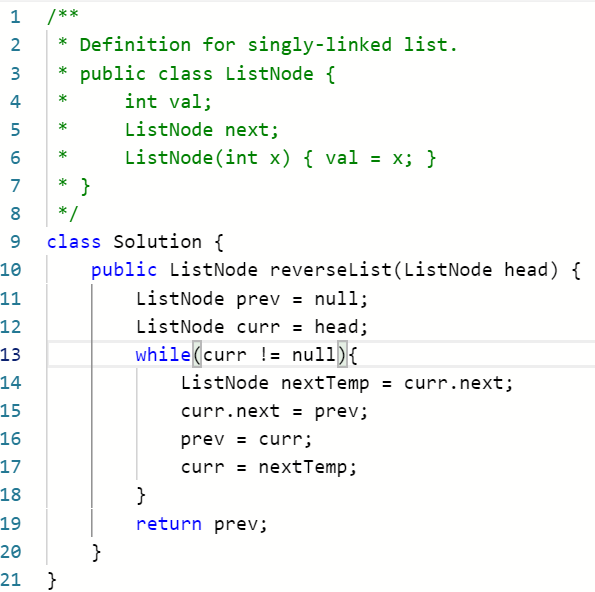 1 /**
2  * Definition for singly-linked list.
3  * public class ListNode {
4  *     int val;
5  *     ListNode next;
6  *     ListNode(int x) { val = x; }
7  * }
8  */
9 class Solution {
10     public ListNode reverseList(ListNode head) {
11         ListNode prev = null;
12         ListNode curr = head;
13         while(curr != null){
14             ListNode nextTemp = curr.next;
15             curr.next = prev;
16             prev = curr;
17             curr = nextTemp;
18         }
19         return prev;
20     }
21 }